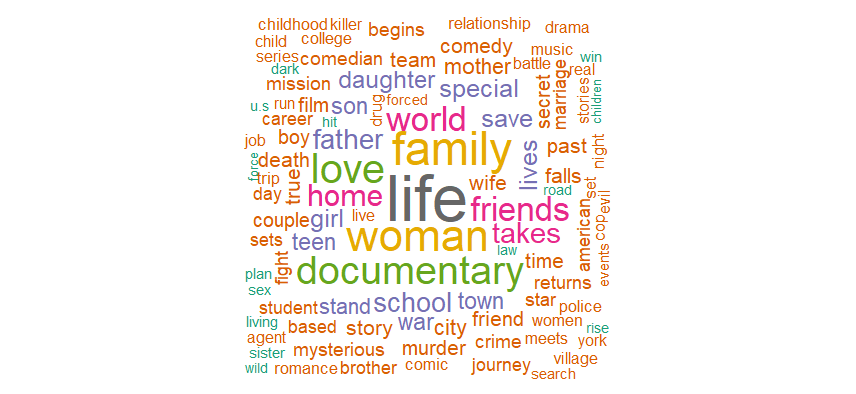 childhood killer begins relationship drama
child college comedy music
series comedian team mother battle real win
dark mission daughter special secret marriage stories children
u.s run film son drug forced world save
career hit
job boy father family lives past night
force death love wife falls
trip true home life friends road set evil
day
couple girl live woman takes american cop events
sets teen law
plan fight documentary time
sex returns
student stand school town star police
living based story war city friend women rise
agent crime meets york
sister mysterious murder village
wild romance brother comic journey search